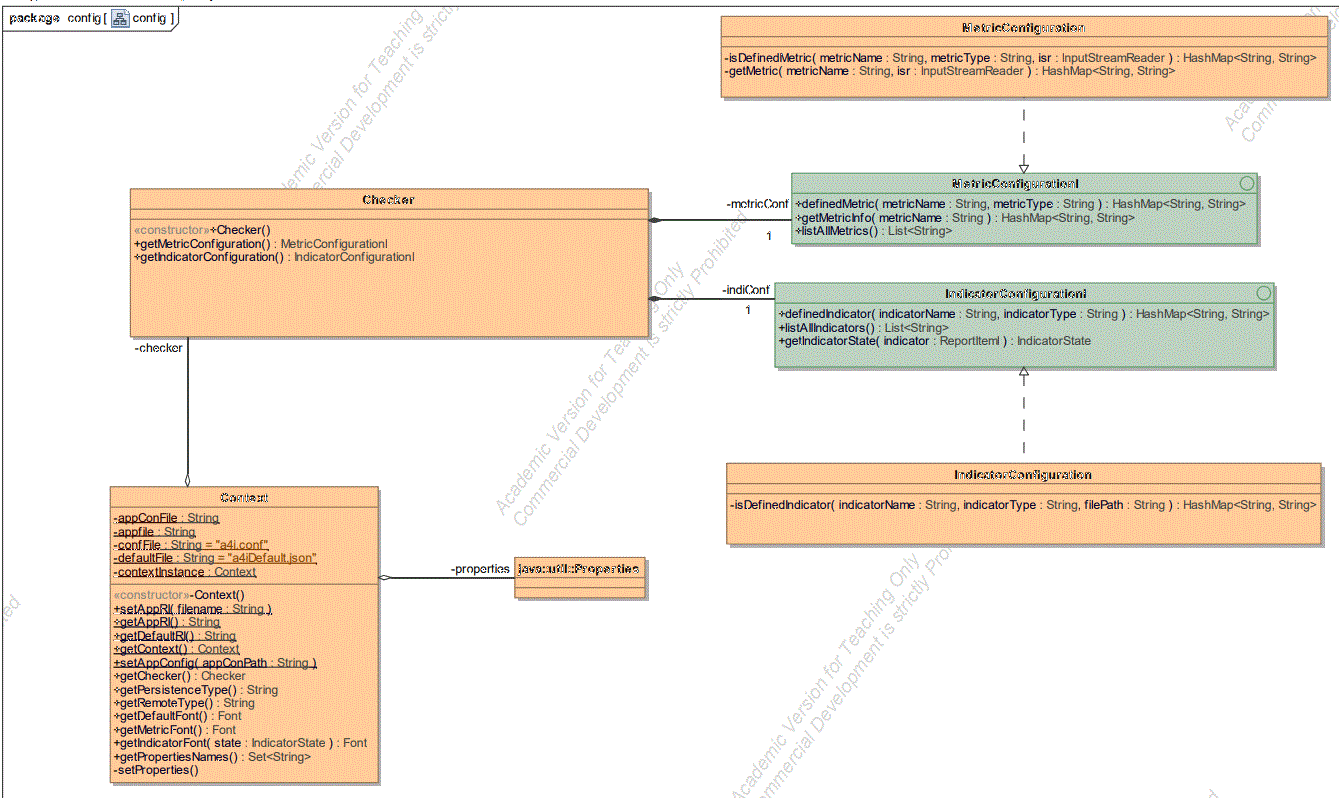 package config [ config ]
MetricConfiguration
-isDefinedMetric( metricName : String, metricType : String, isr : InputStreamReader ) : HashMap<String, String>
-getMetric( metricName : String, isr : InputStreamReader ) : HashMap<String, String>
MetricConfigurationI
+definedMetric( metricName : String, metricType : String ) : HashMap<String, String>
+getMetricInfo( metricName : String ) : HashMap<String, String>
+listAllMetrics() : List<String>
-metricConf
1
Checker
«constructor»+Checker()
+getMetricConfiguration() : MetricConfigurationI
+getIndicatorConfiguration() : IndicatorConfigurationI
-indiConf
1
IndicatorConfigurationI
+definedIndicator( indicatorName : String, indicatorType : String ) : HashMap<String, String>
+listAllIndicators() : List<String>
+getIndicatorState( indicator : ReportItemI ) : IndicatorState
-checker
IndicatorConfiguration
-isDefinedIndicator( indicatorName : String, indicatorType : String, filePath : String ) : HashMap<String, String>
Context
-appConFile : String
-appfile : String
-confFile : String = "a4i.conf"
-defaultFile : String = "a4iDefault.json"
-contextInstance : Context
«constructor»-Context()
+setAppRI( filename : String )
+getAppRI() : String
+getDefaultRI() : String
+getContext() : Context
+setAppConfig( appConPath : String )
+getChecker() : Checker
+getPersistenceType() : String
+getRemoteType() : String
+getDefaultFont() : Font
+getMetricFont() : Font
+getIndicatorFont( state : IndicatorState ) : Font
+getPropertiesNames() : Set<String>
-setProperties()
-properties
java::util::Properties
Academic Version for Teaching Only
Commercial Development is strictly Prohibited